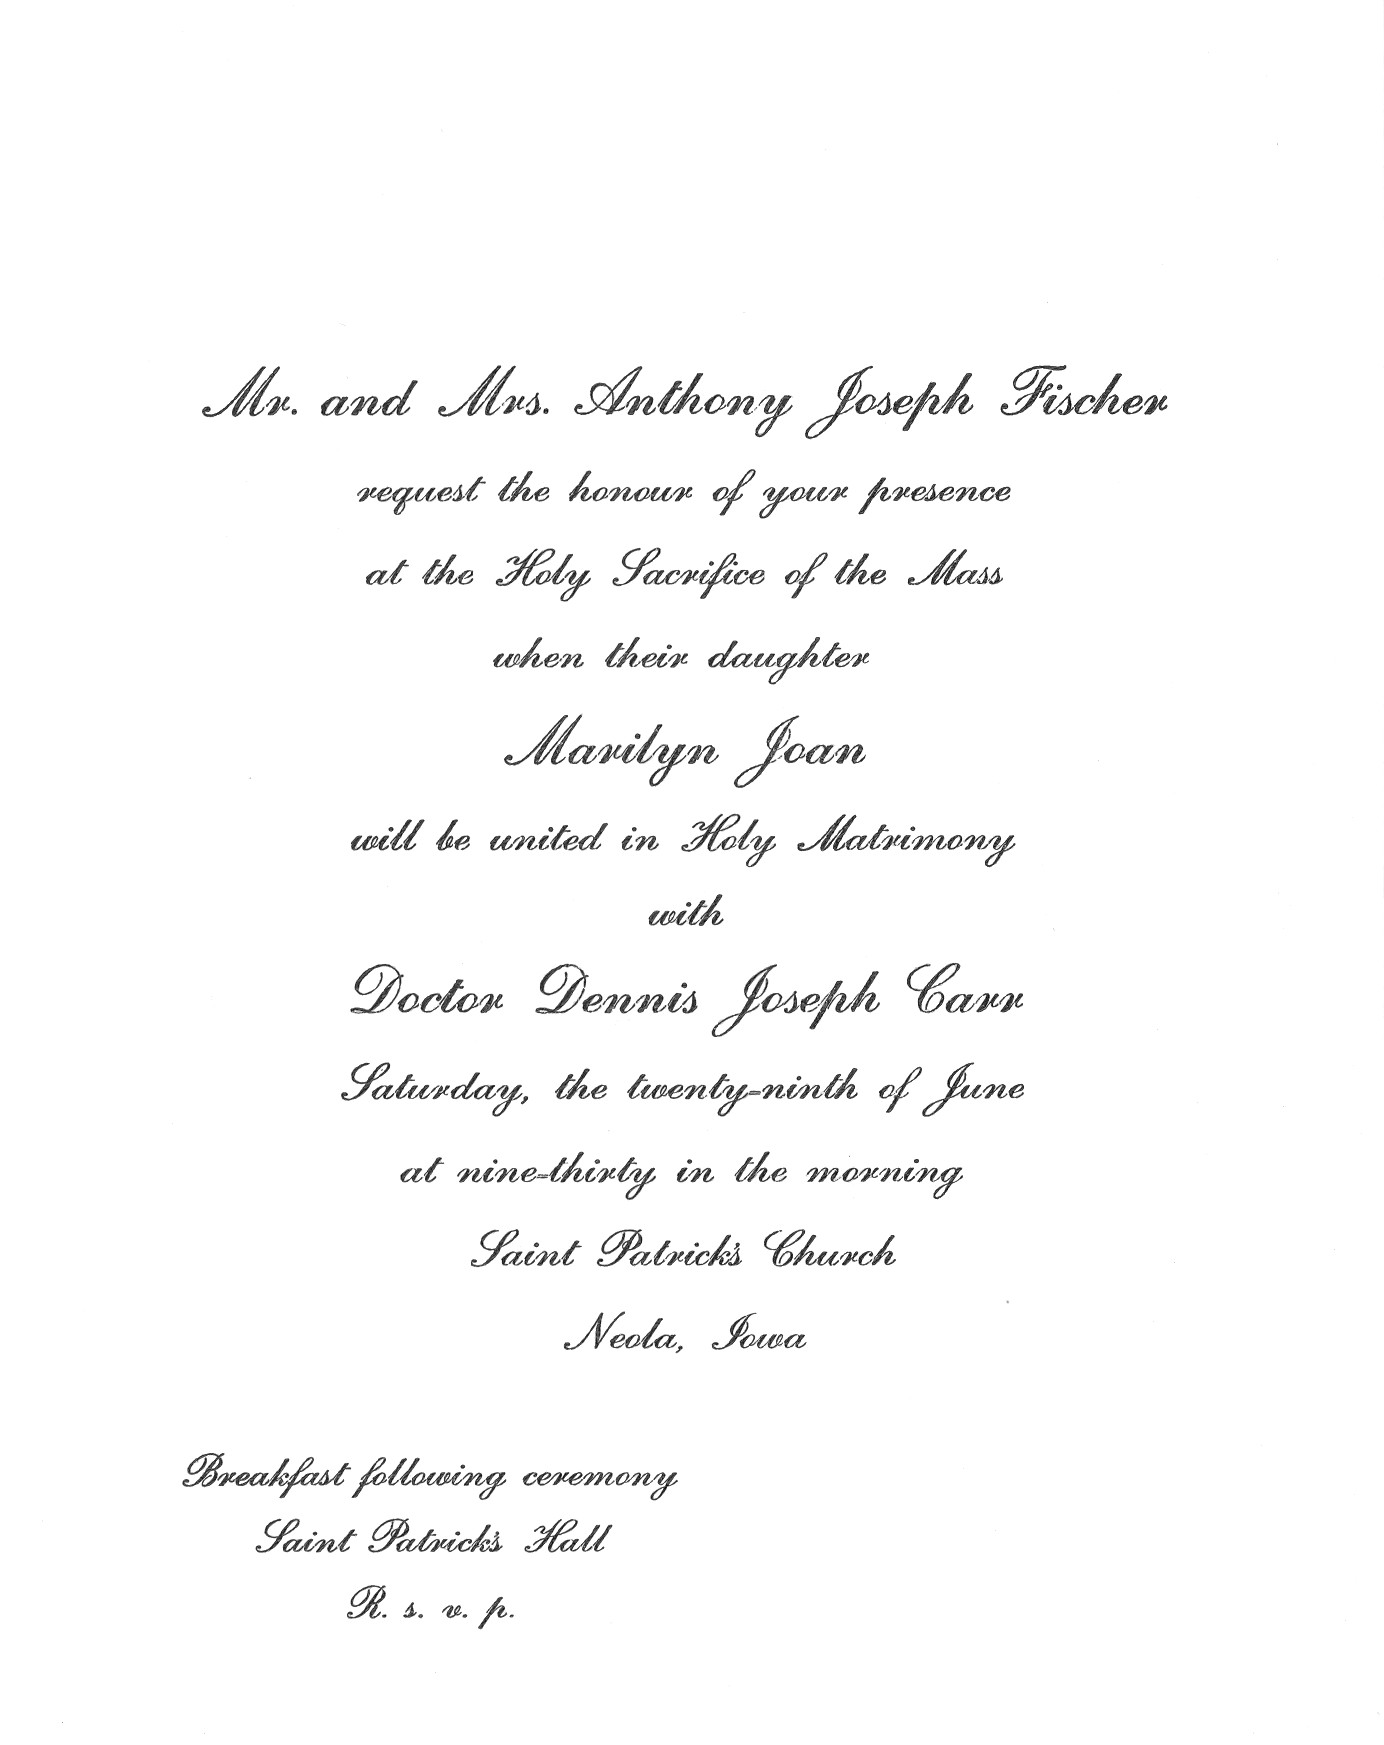 Mr. and Mrs. Anthony Joseph Fischer
request the honour of your presence
at the Holy Sacrifice of the Mass
when their daughter
Marilyn Joan
will be united in Holy Matrimony
with
Doctor Dennis Joseph Carr
Saturday, the twenty-ninth of June
at nine-thirty in the morning
Saint Patrick's Church
Neola, Iowa
Breakfast following ceremony
Saint Patrick's Hall
R. s. v. p.